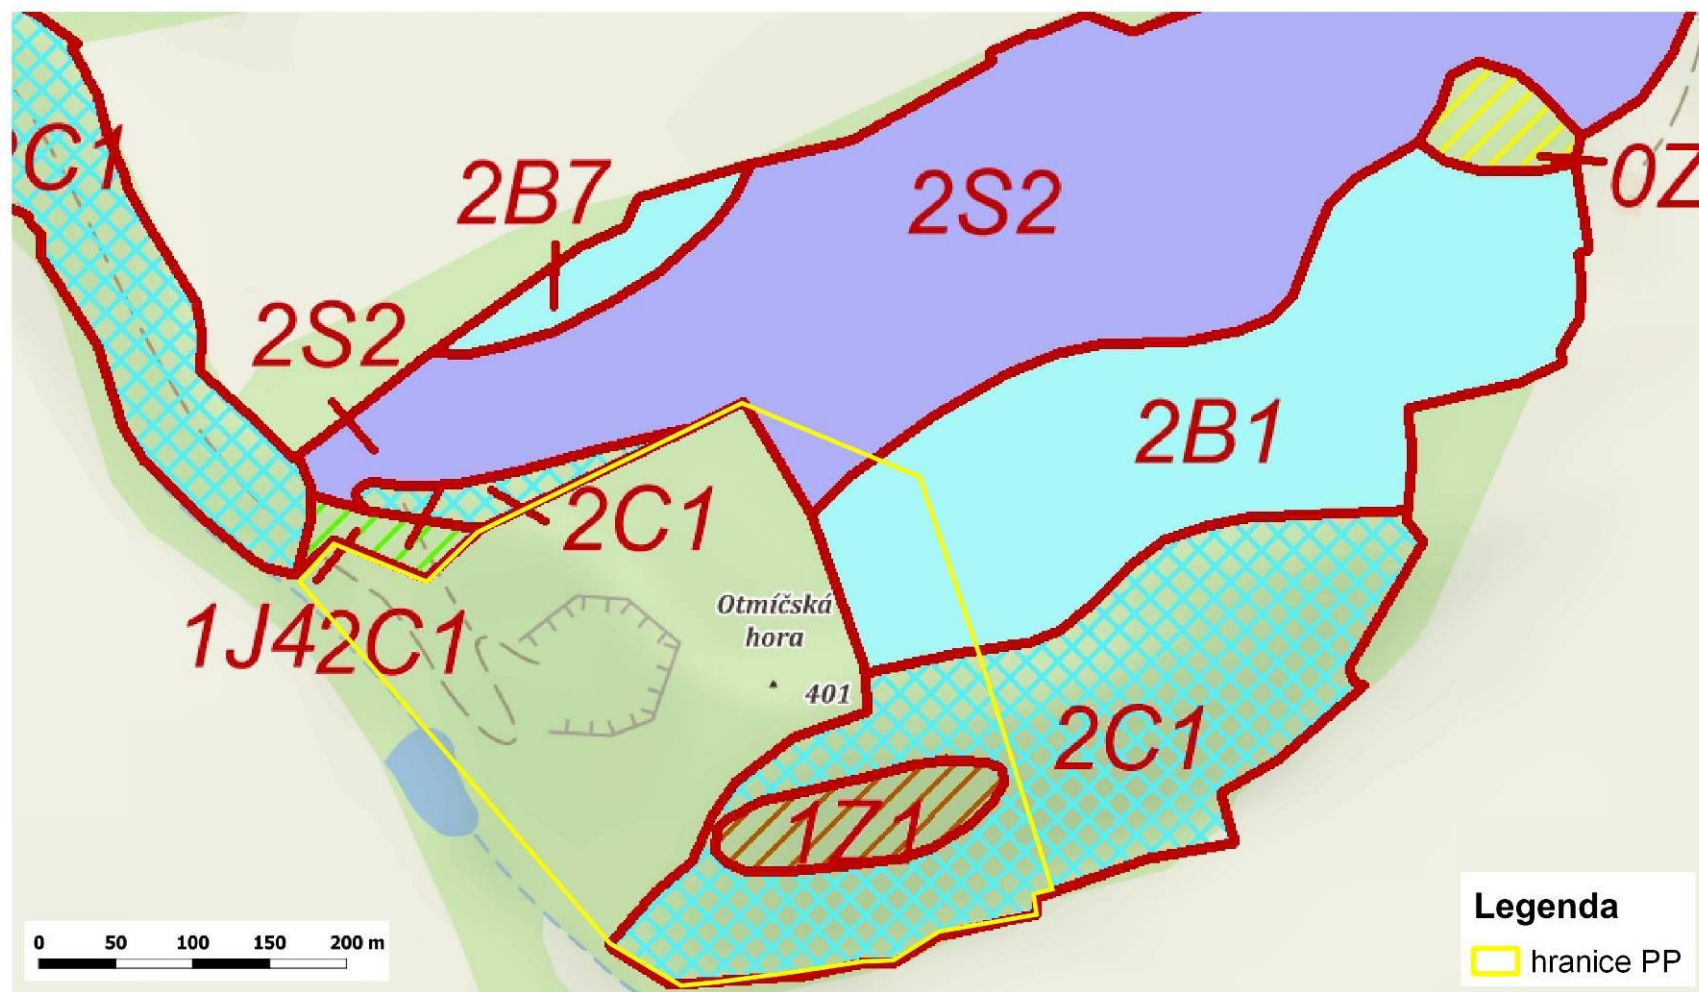 2C1
2B7
2S2
0Z
2S2
2B1
2C1
1J4
2C1
Otmíčská
hora
401
2C1
1Z1
Legenda
hranice PP
0 50 100 150 200 m